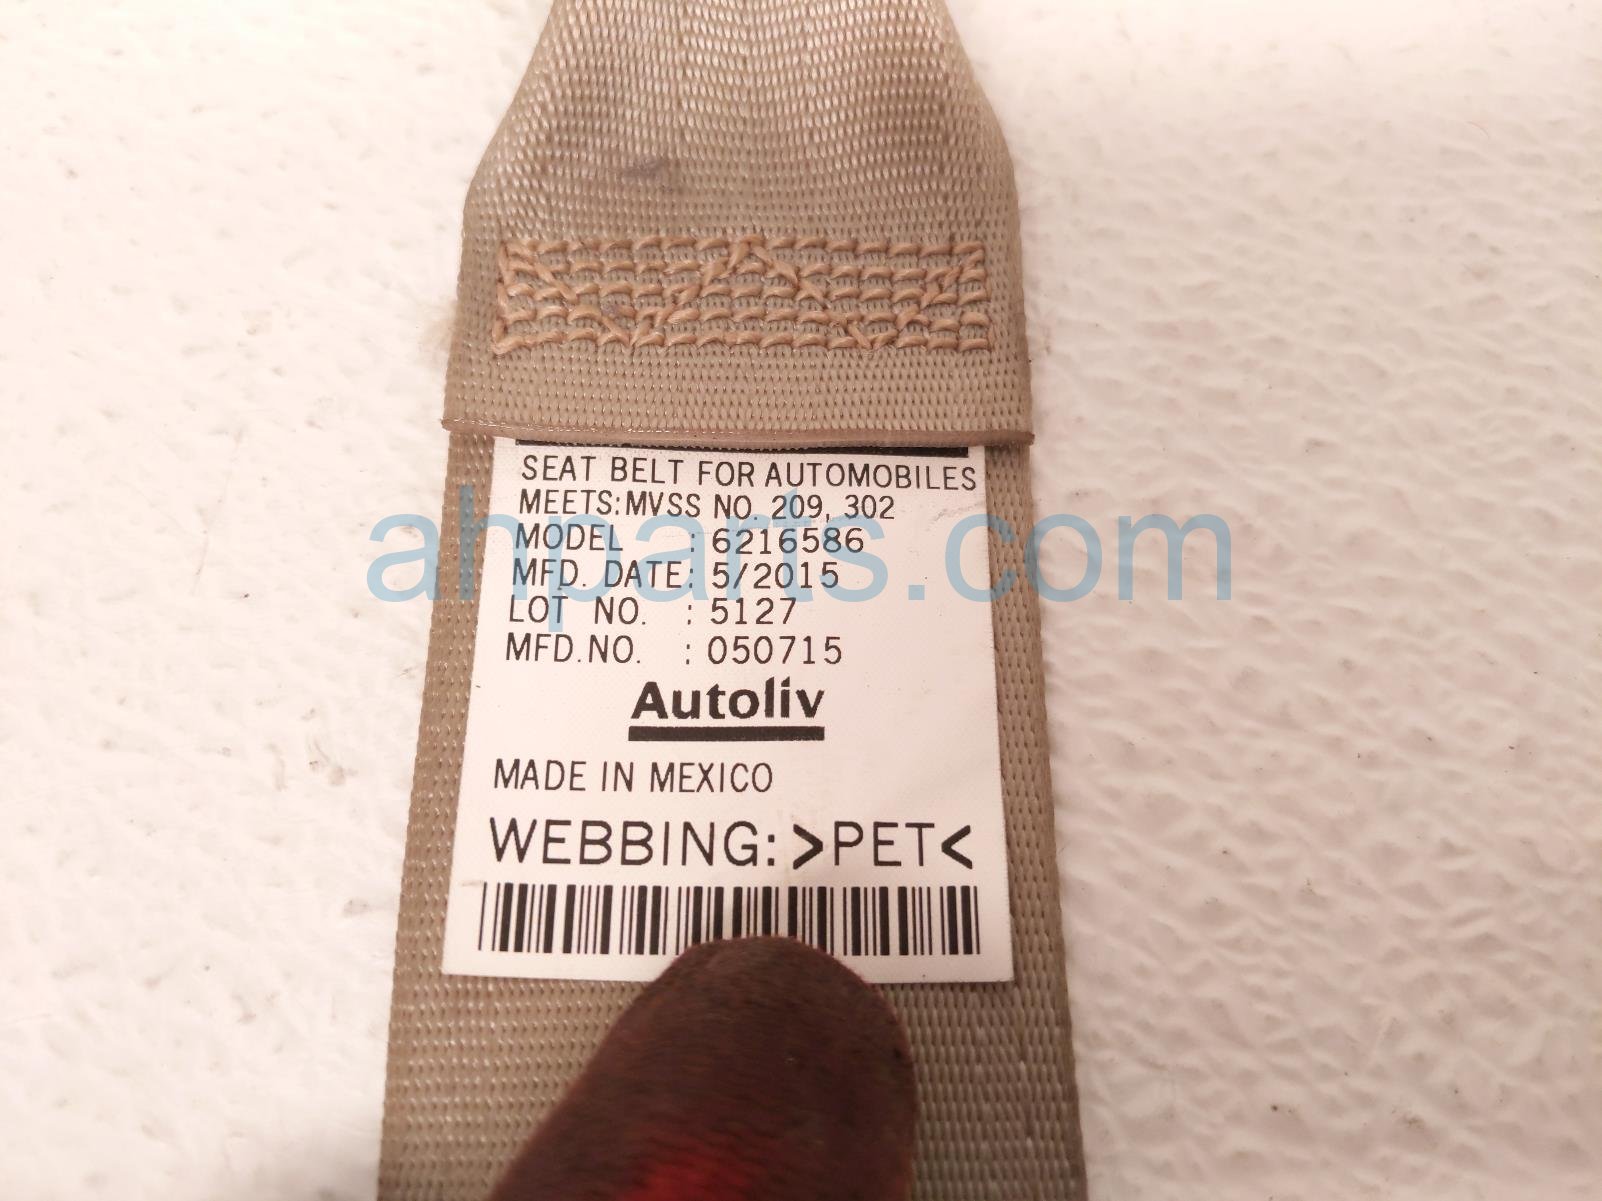 SEAT BELT FOR AUTOMOBILES
MEETS:MVSS NO. 209, 302
MODEL : 6216586
MFD. DATE: 5/2015
LOT NO. : 5127
MFD.NO. : 050715
Autoliv
MADE IN MEXICO
WEBBING: >PET<
ahparts.com